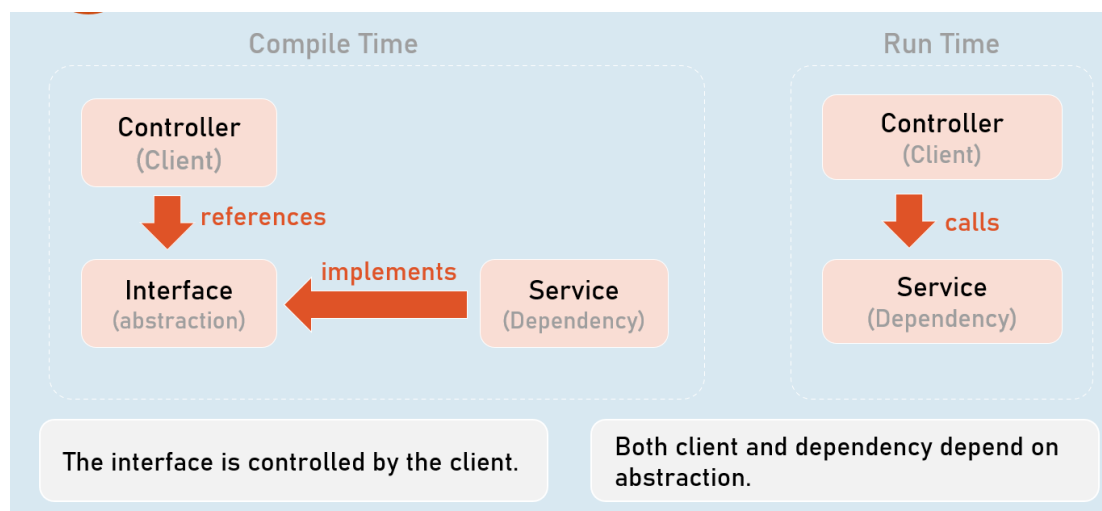 Compile Time
Controller
(Client)
references
Interface
(abstraction)
implements
Service
(Dependency)
Run Time
Controller
(Client)
calls
Service
(Dependency)
The interface is controlled by the client.
Both client and dependency depend on
abstraction.